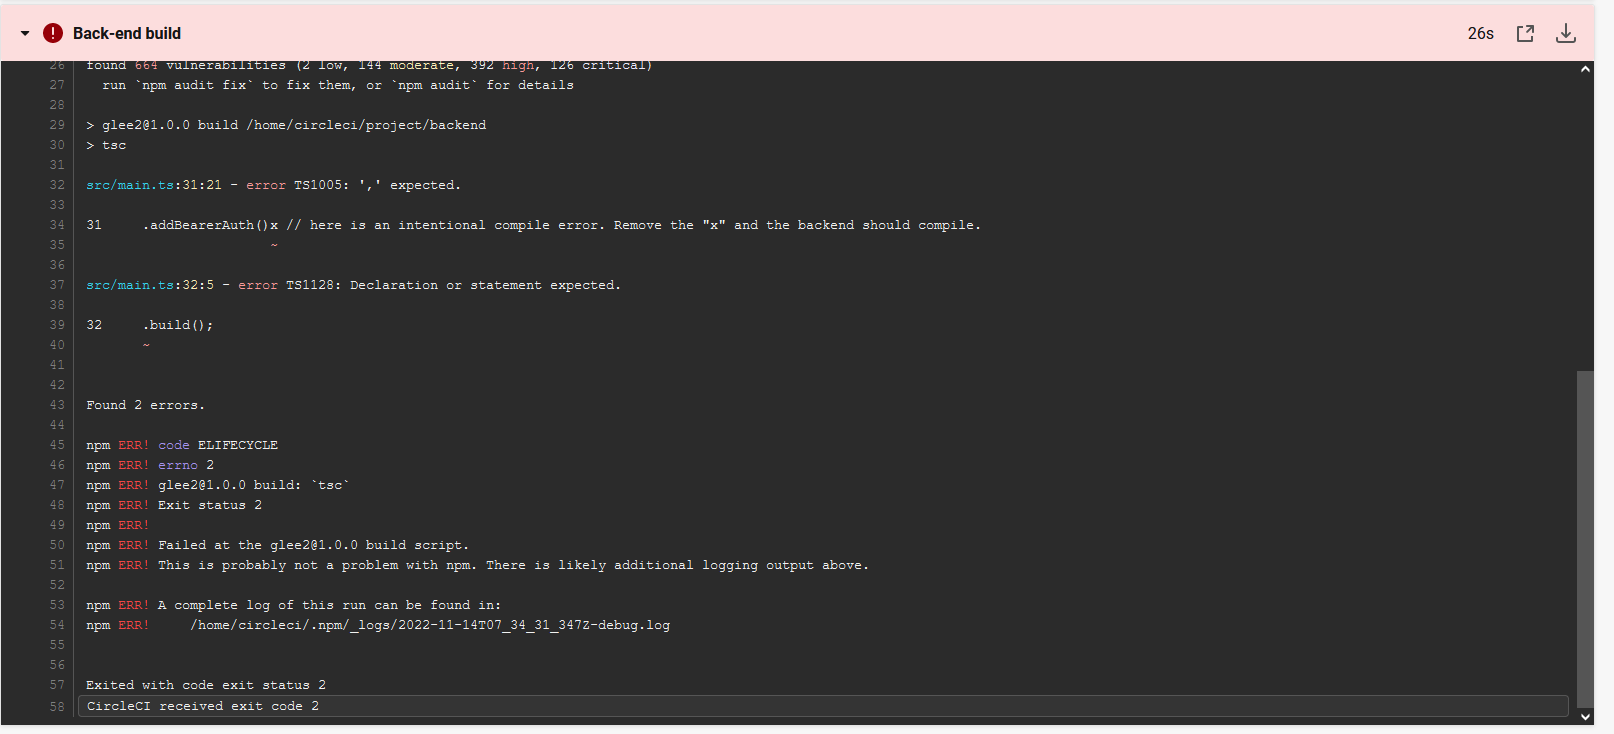 Back-end build 26s
26 found 664 vulnerabilities (2 low, 144 moderate, 392 high, 126 critical)
27 run `npm audit fix` to fix them, or `npm audit` for details
28
29 > glee2@1.0.0 build /home/circleci/project/backend
30 > tsc
31
32 src/main.ts:31:21 - error TS1005: ',' expected.
33
34 31 .addBearerAuth()x // here is an intentional compile error. Remove the "x" and the backend should compile.
35 ~
36
37 src/main.ts:32:5 - error TS1128: Declaration or statement expected.
38
39 32 .build();
40 ~
41
42
43 Found 2 errors.
44
45 npm ERR! code ELIFECYCLE
46 npm ERR! errno 2
47 npm ERR! glee2@1.0.0 build: `tsc`
48 npm ERR! Exit status 2
49 npm ERR!
50 npm ERR! Failed at the glee2@1.0.0 build script.
51 npm ERR! This is probably not a problem with npm. There is likely additional logging output above.
52
53 npm ERR! A complete log of this run can be found in:
54 npm ERR! /home/circleci/.npm/_logs/2022-11-14T07_34_31_347Z-debug.log
55
56
57 Exited with code exit status 2
58 CircleCI received exit code 2